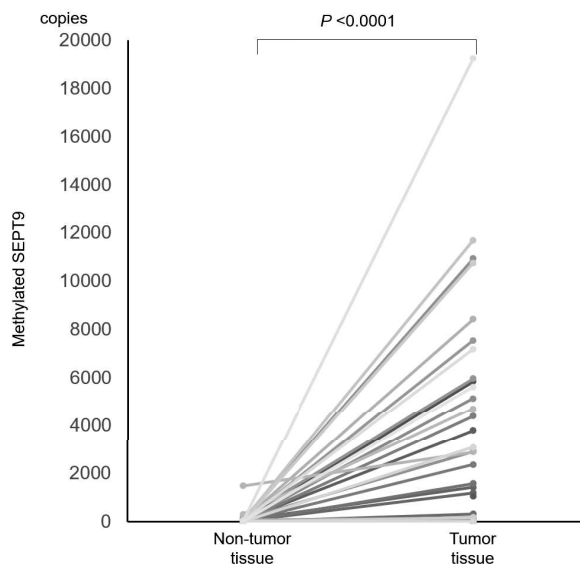 copies
P <0.0001
20000
18000
16000
14000
12000
10000
8000
6000
4000
2000
0
Methylated SEPT9
Non-tumor
tissue
Tumor
tissue